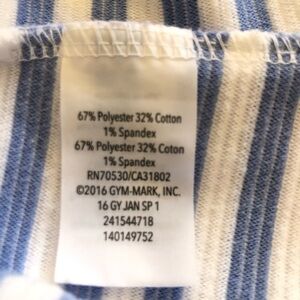 67% Polyester 32% Cotton
1% Spandex
67% Polyester 32% Coton
1% Spandex
RN70530/CA31802
©2016 GYM-MARK, INC.
16 GY JAN SP 1
241544718
140149752